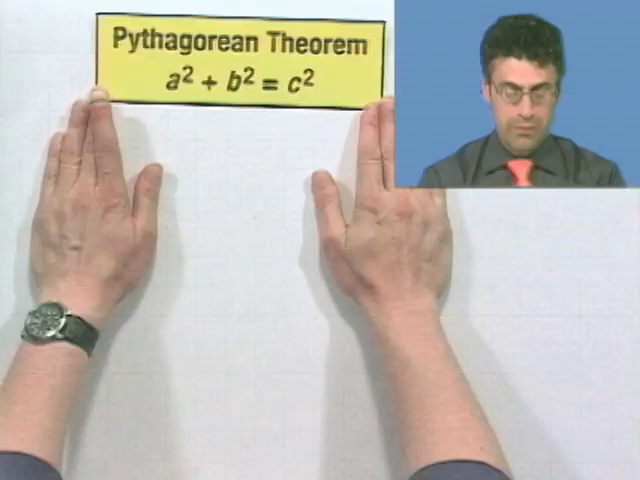 Pythagorean Theorem
a² + b² = c²